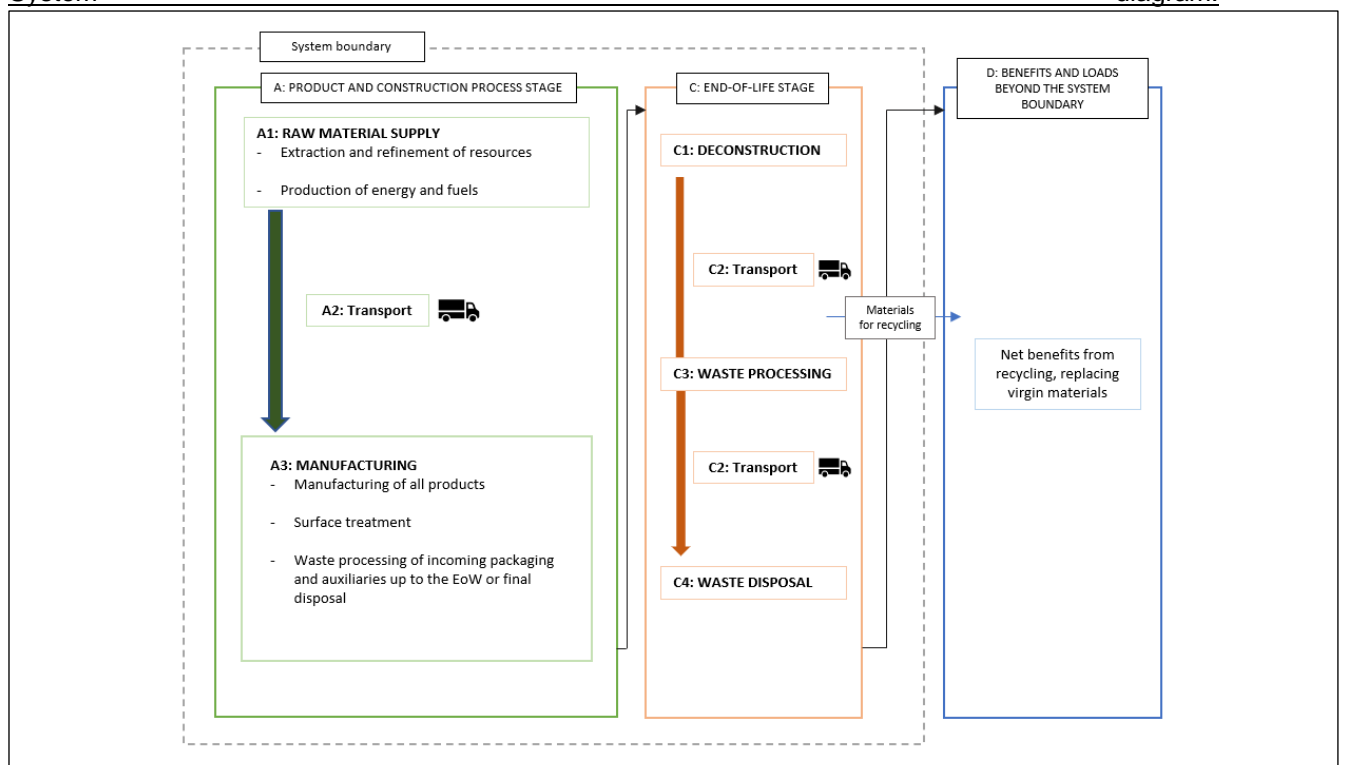 System diagram.
System boundary
A: PRODUCT AND CONSTRUCTION PROCESS STAGE
A1: RAW MATERIAL SUPPLY
- Extraction and refinement of resources
- Production of energy and fuels
A2: Transport
A3: MANUFACTURING
- Manufacturing of all products
- Surface treatment
- Waste processing of incoming packaging
and auxiliaries up to the EoW or final
disposal
C: END-OF-LIFE STAGE
C1: DECONSTRUCTION
C2: Transport
Materials
for recycling
C3: WASTE PROCESSING
C2: Transport
C4: WASTE DISPOSAL
D: BENEFITS AND LOADS
BEYOND THE SYSTEM
BOUNDARY
Net benefits from
recycling, replacing
virgin materials